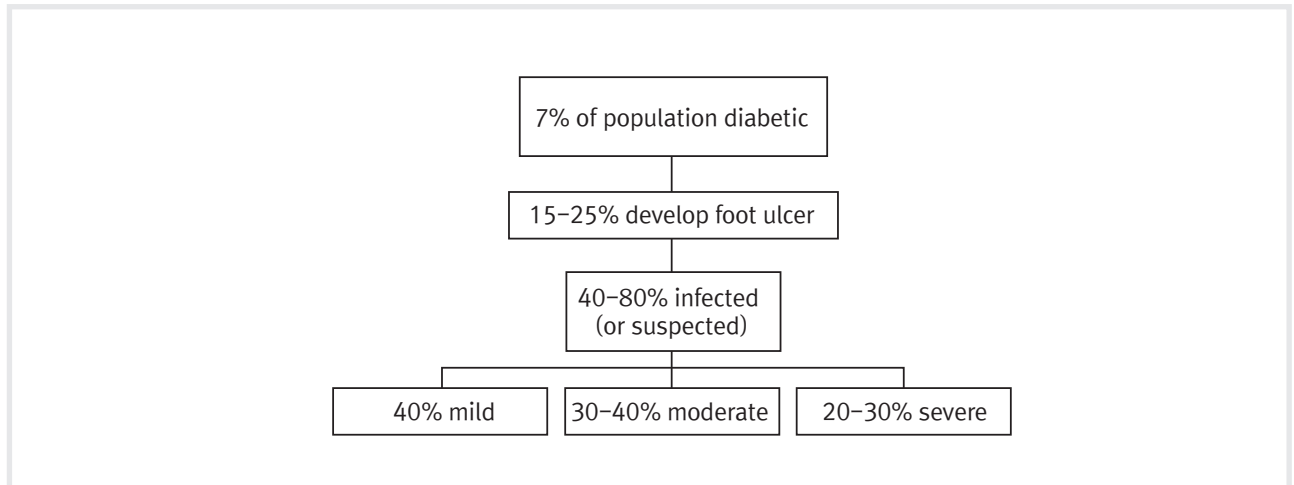 7% of population diabetic
15–25% develop foot ulcer
40–80% infected
(or suspected)
40% mild
30–40% moderate
20–30% severe